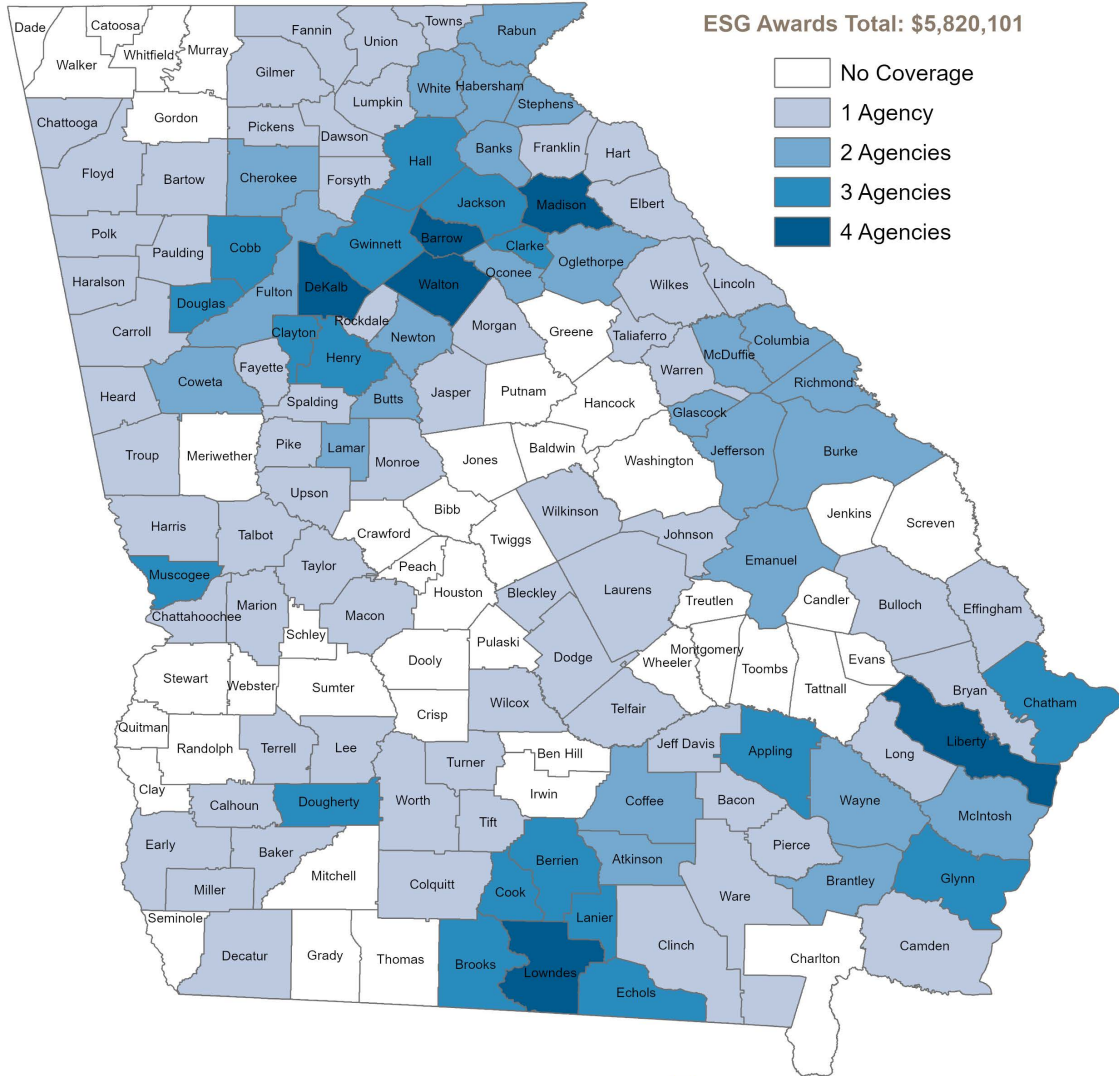 ESG Awards Total: $5,820,101
No Coverage
1 Agency
2 Agencies
3 Agencies
4 Agencies
Dade
Catoosa
Whitfield
Murray
Walker
Fannin
Union
Towns
Rabun
Gilmer
White
Habersham
Stephens
Lumpkin
Chattooga
Gordon
Pickens
Dawson
Hall
Banks
Franklin
Hart
Floyd
Bartow
Cherokee
Forsyth
Jackson
Madison
Elbert
Polk
Paulding
Cobb
Gwinnett
Barrow
Clarke
Oconee
Oglethorpe
Haralson
Douglas
Fulton
DeKalb
Walton
Wilkes
Lincoln
Carroll
Clayton
Rockdale
Newton
Morgan
Greene
Taliaferro
Columbia
McDuffie
Henry
Fayette
Warren
Richmond
Heard
Coweta
Spalding
Butts
Jasper
Putnam
Hancock
Glascock
Troup
Meriwether
Pike
Lamar
Monroe
Jones
Baldwin
Washington
Jefferson
Burke
Upson
Bibb
Wilkinson
Jenkins
Screven
Harris
Talbot
Crawford
Twiggs
Johnson
Emanuel
Muscogee
Taylor
Peach
Houston
Bleckley
Laurens
Treutlen
Candler
Bulloch
Effingham
Chattahoochee
Marion
Macon
Schley
Pulaski
Dooly
Dodge
Montgomery
Wheeler
Toombs
Evans
Tattnall
Bryan
Chatham
Stewart
Webster
Sumter
Crisp
Wilcox
Telfair
Liberty
Long
Quitman
Randolph
Terrell
Lee
Turner
Ben Hill
Jeff Davis
Appling
Clay
Calhoun
Dougherty
Worth
Irwin
Coffee
Bacon
Wayne
McIntosh
Early
Baker
Tift
Berrien
Atkinson
Pierce
Miller
Mitchell
Colquitt
Cook
Ware
Brantley
Glynn
Seminole
Lanier
Decatur
Grady
Thomas
Brooks
Lowndes
Clinch
Charlton
Camden
Echols